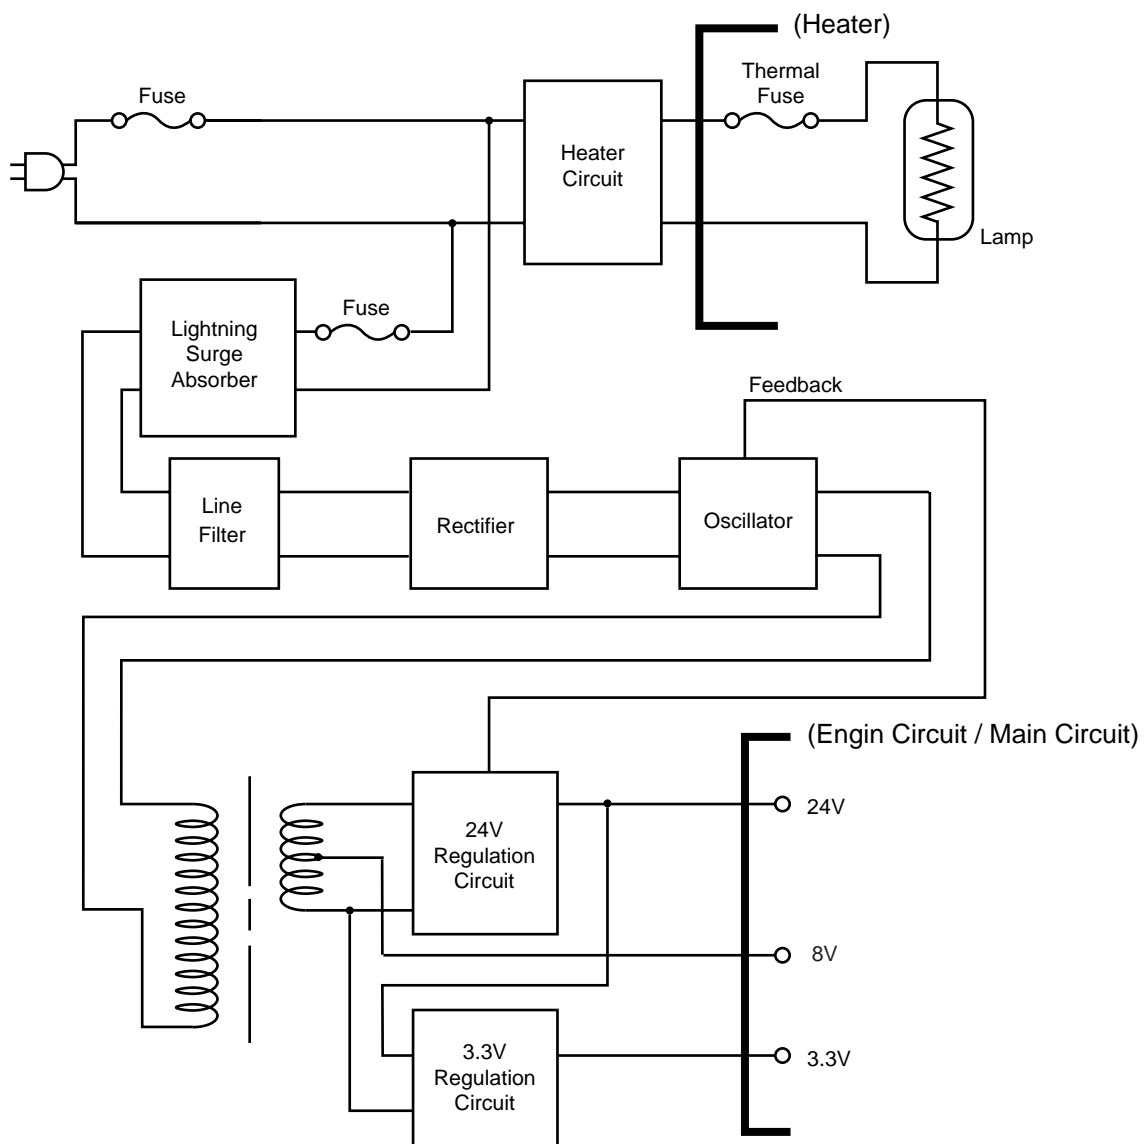 (Heater)
Thermal
Fuse
Fuse
Heater
Circuit
Lamp
Fuse
Lightning
Surge
Absorber
Feedback
Line
Filter
Rectifier
Oscillator
(Engin Circuit / Main Circuit)
24V
Regulation
Circuit
24V
8V
3.3V
Regulation
Circuit
3.3V